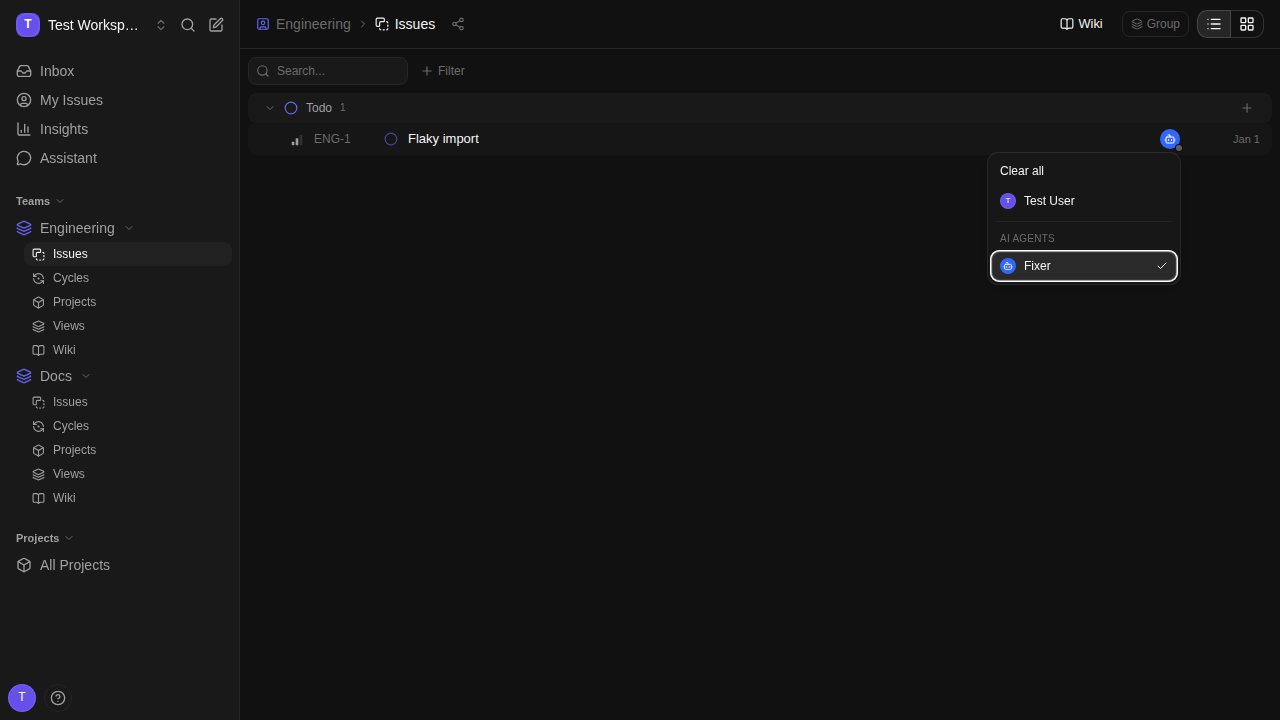 T Test Worksp…
Inbox
My Issues
Insights
Assistant
Teams
Engineering
Issues
Cycles
Projects
Views
Wiki
Docs
Issues
Cycles
Projects
Views
Wiki
Projects
All Projects
T
Engineering Issues
Wiki Group
Search... Filter
Todo 1
ENG-1 Flaky import Jan 1
Clear all
T Test User
AI AGENTS
Fixer